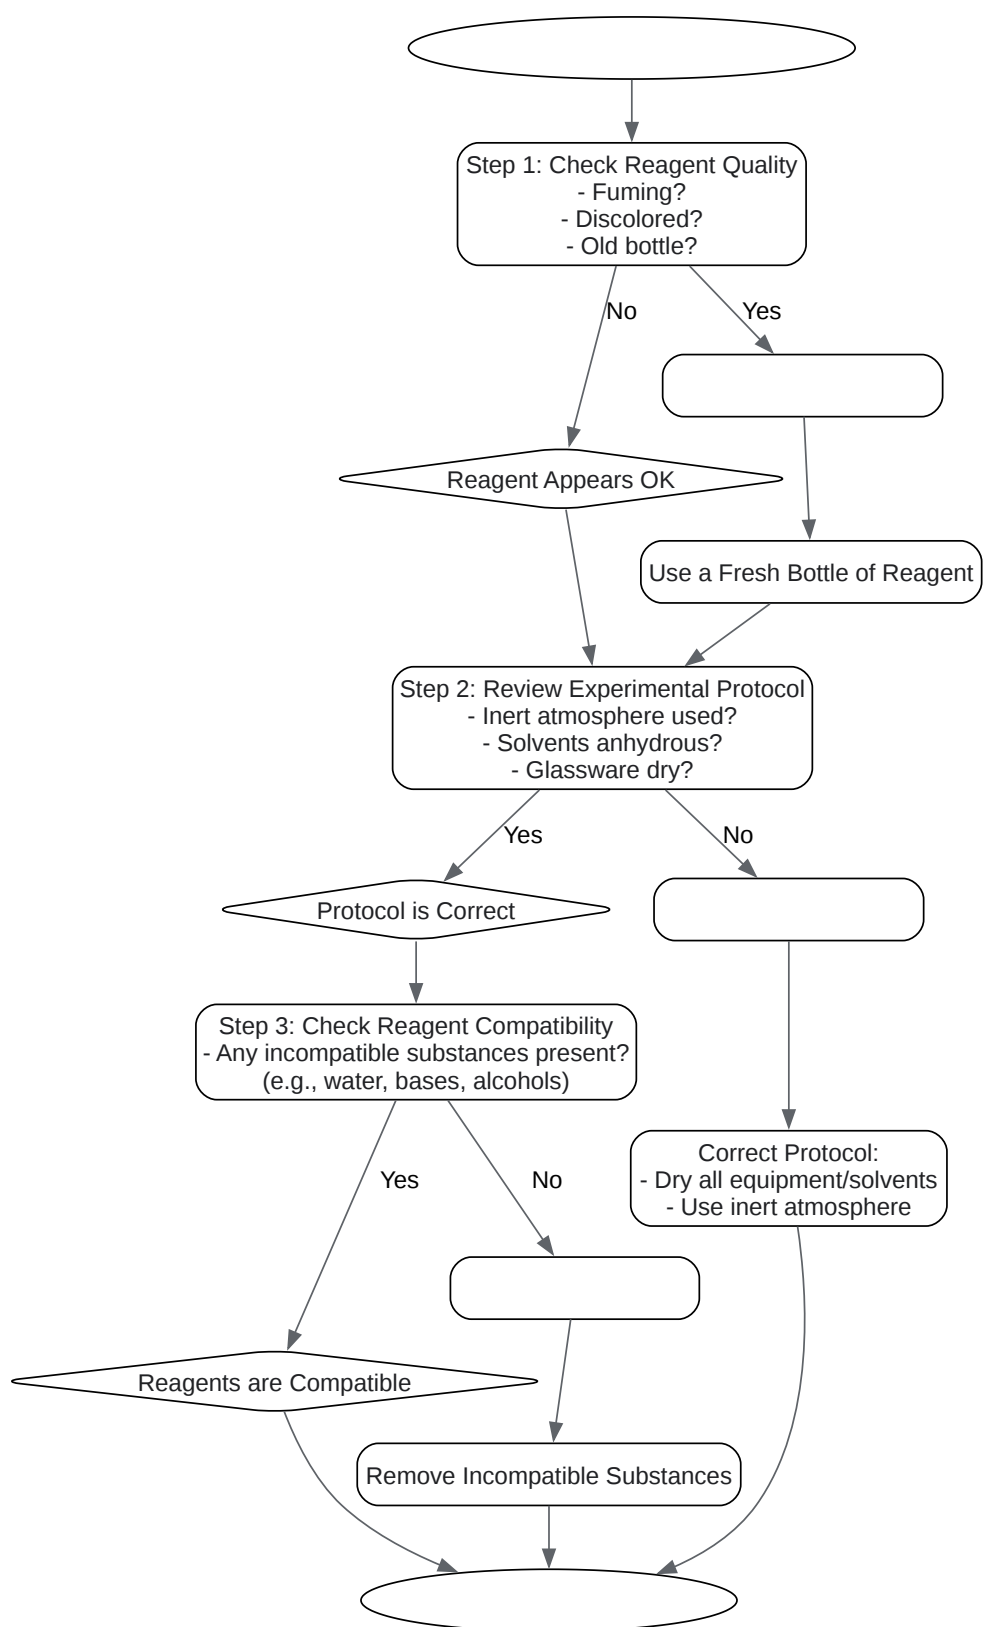 Step 1: Check Reagent Quality
- Fuming?
- Discolored?
- Old bottle?
No
Yes
Reagent Appears OK
Use a Fresh Bottle of Reagent
Step 2: Review Experimental Protocol
- Inert atmosphere used?
- Solvents anhydrous?
- Glassware dry?
Yes
No
Protocol is Correct
Step 3: Check Reagent Compatibility
- Any incompatible substances present?
(e.g., water, bases, alcohols)
Correct Protocol:
- Dry all equipment/solvents
- Use inert atmosphere
Yes
No
Reagents are Compatible
Remove Incompatible Substances